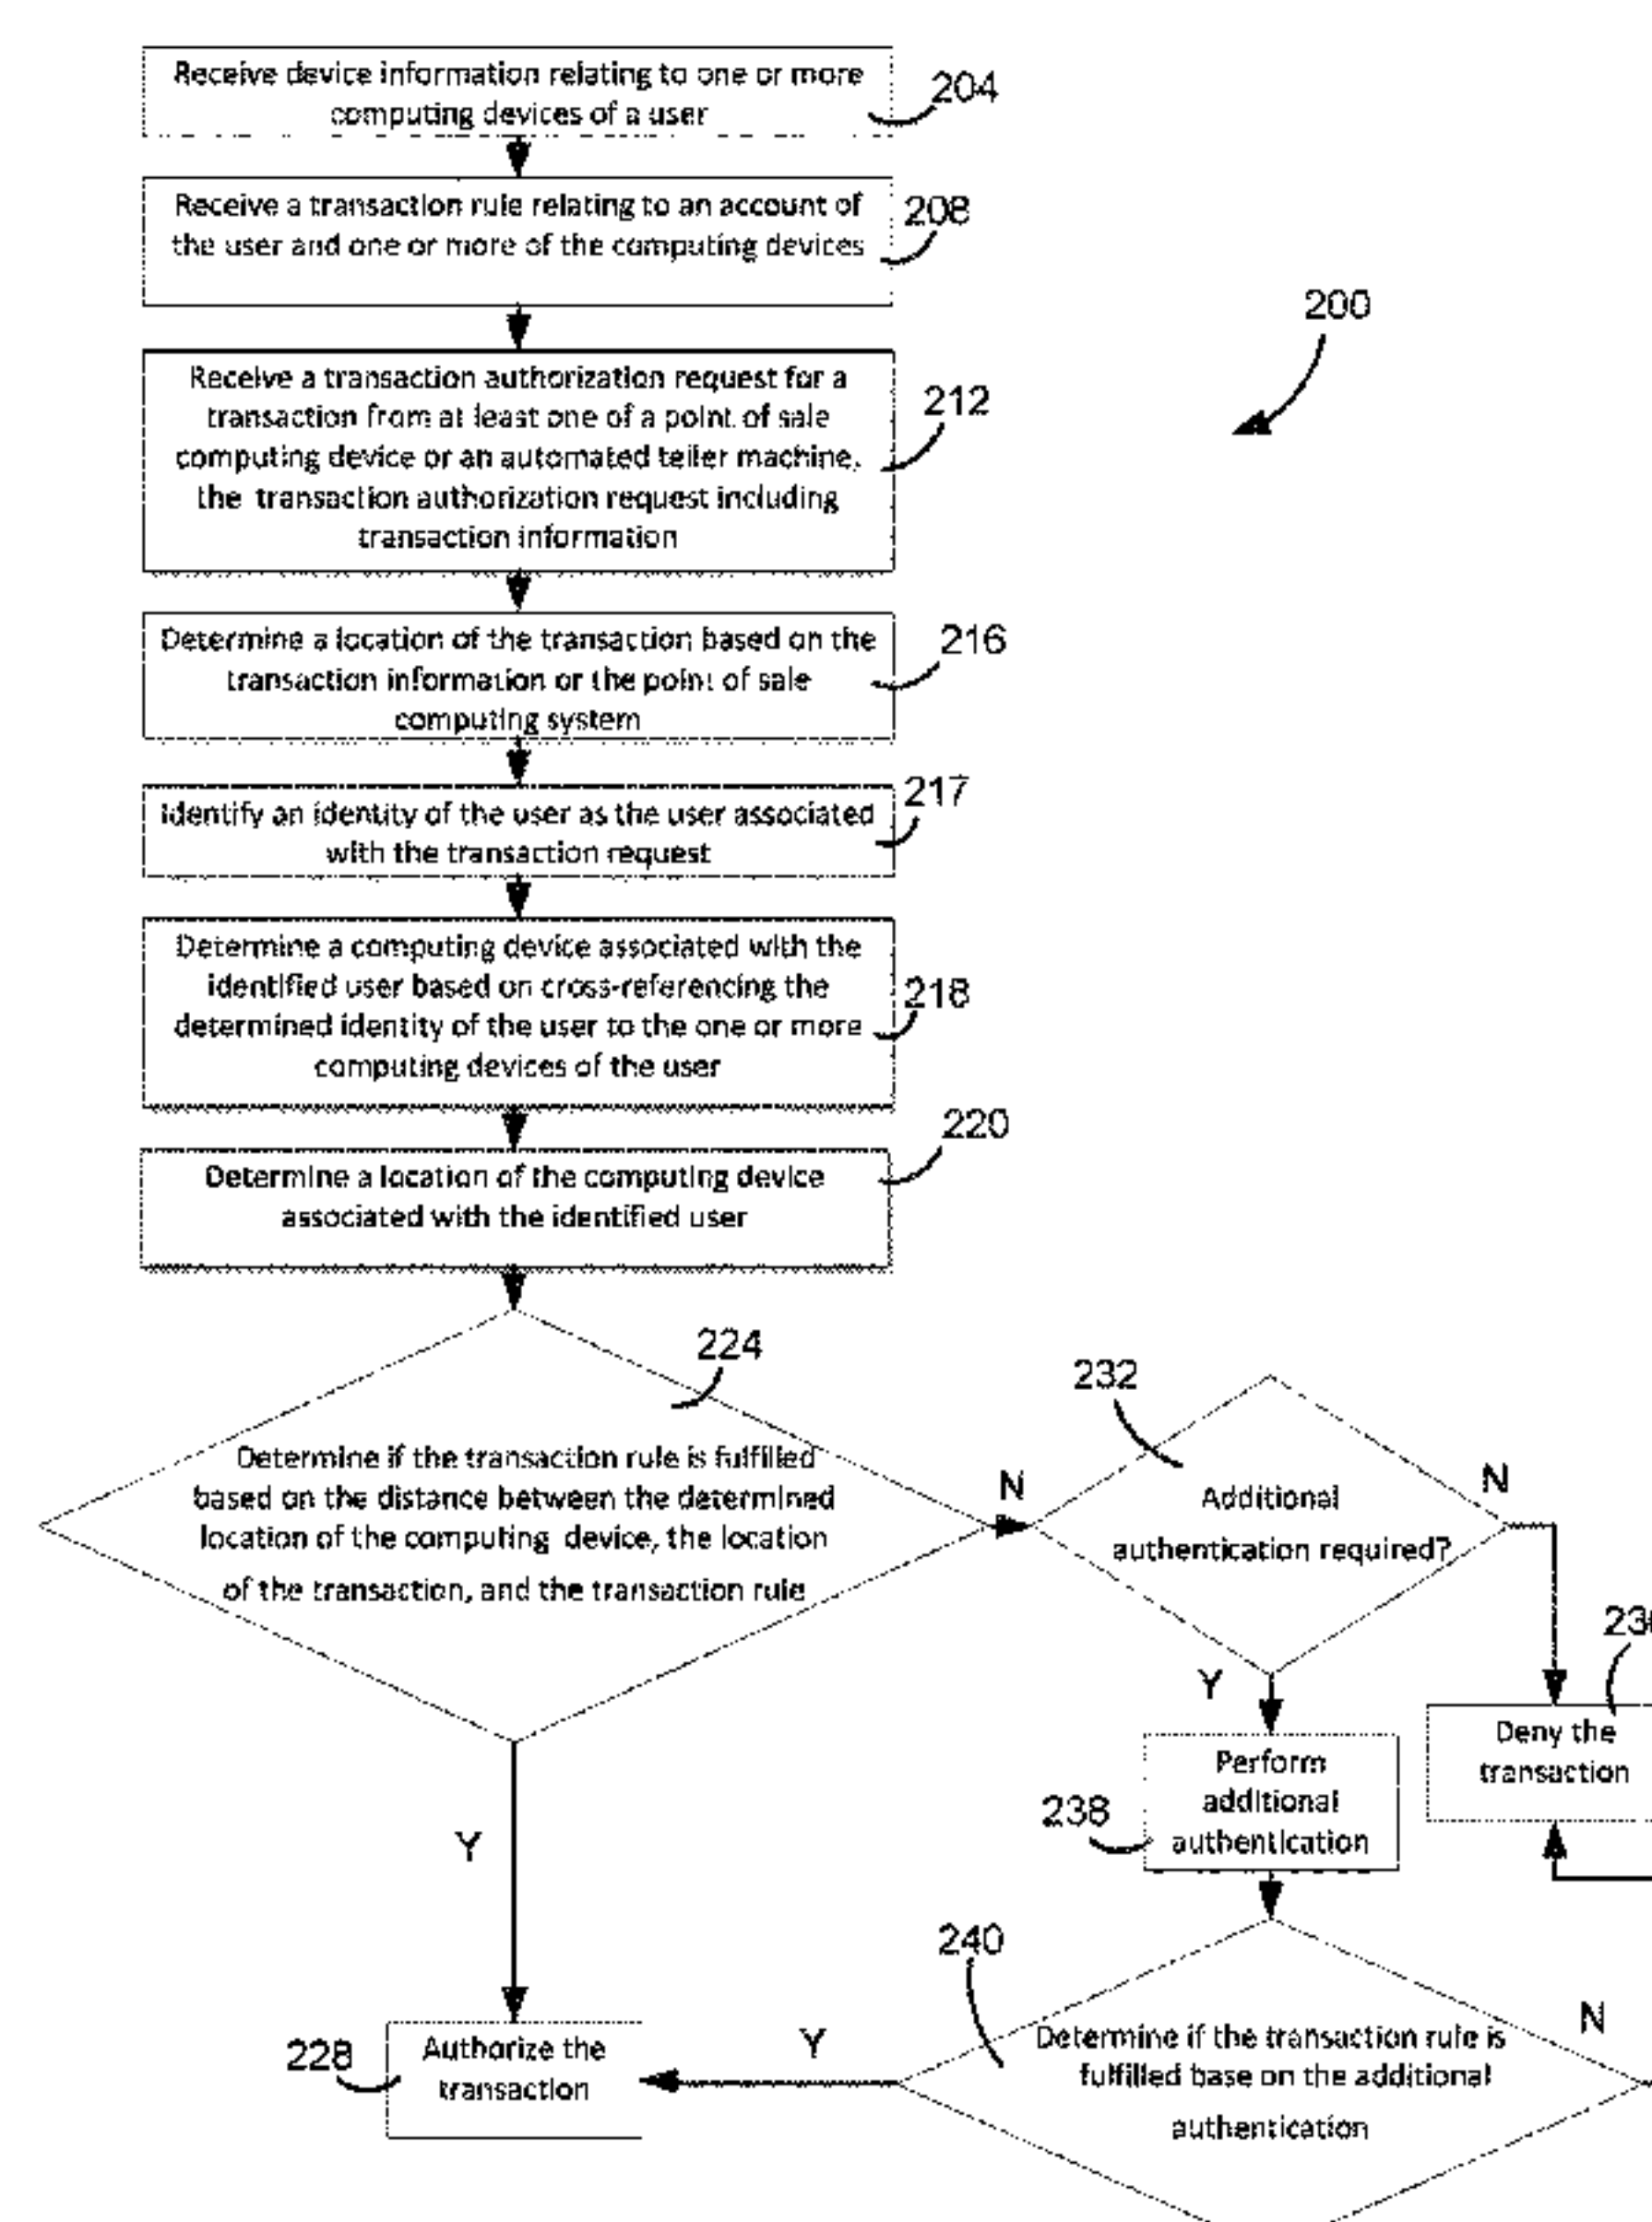 Receive device information relating to one or more
computing devices of a user
204
Receive a transaction rule relating to an account of
the user and one or more of the computing devices
208
200
Receive a transaction authorization request for a
transaction from at least one of a point of sale
computing device or an automated teller machine,
the transaction authorization request including
transaction information
212
Determine a location of the transaction based on the
transaction information or the point of sale
computing system
216
Identify an identity of the user as the user associated
with the transaction request
217
Determine a computing device associated with the
identified user based on cross-referencing the
determined identity of the user to the one or more
computing devices of the user
218
Determine a location of the computing device
associated with the identified user
220
224
Determine if the transaction rule is fulfilled
based on the distance between the determined
location of the computing device, the location
of the transaction, and the transaction rule
N
232
Additional
authentication required?
N
Y
Deny the
transaction
Perform
additional
authentication
238
Y
240
Determine if the transaction rule is
fulfilled base on the additional
authentication
N
Y
Authorize the
transaction
228